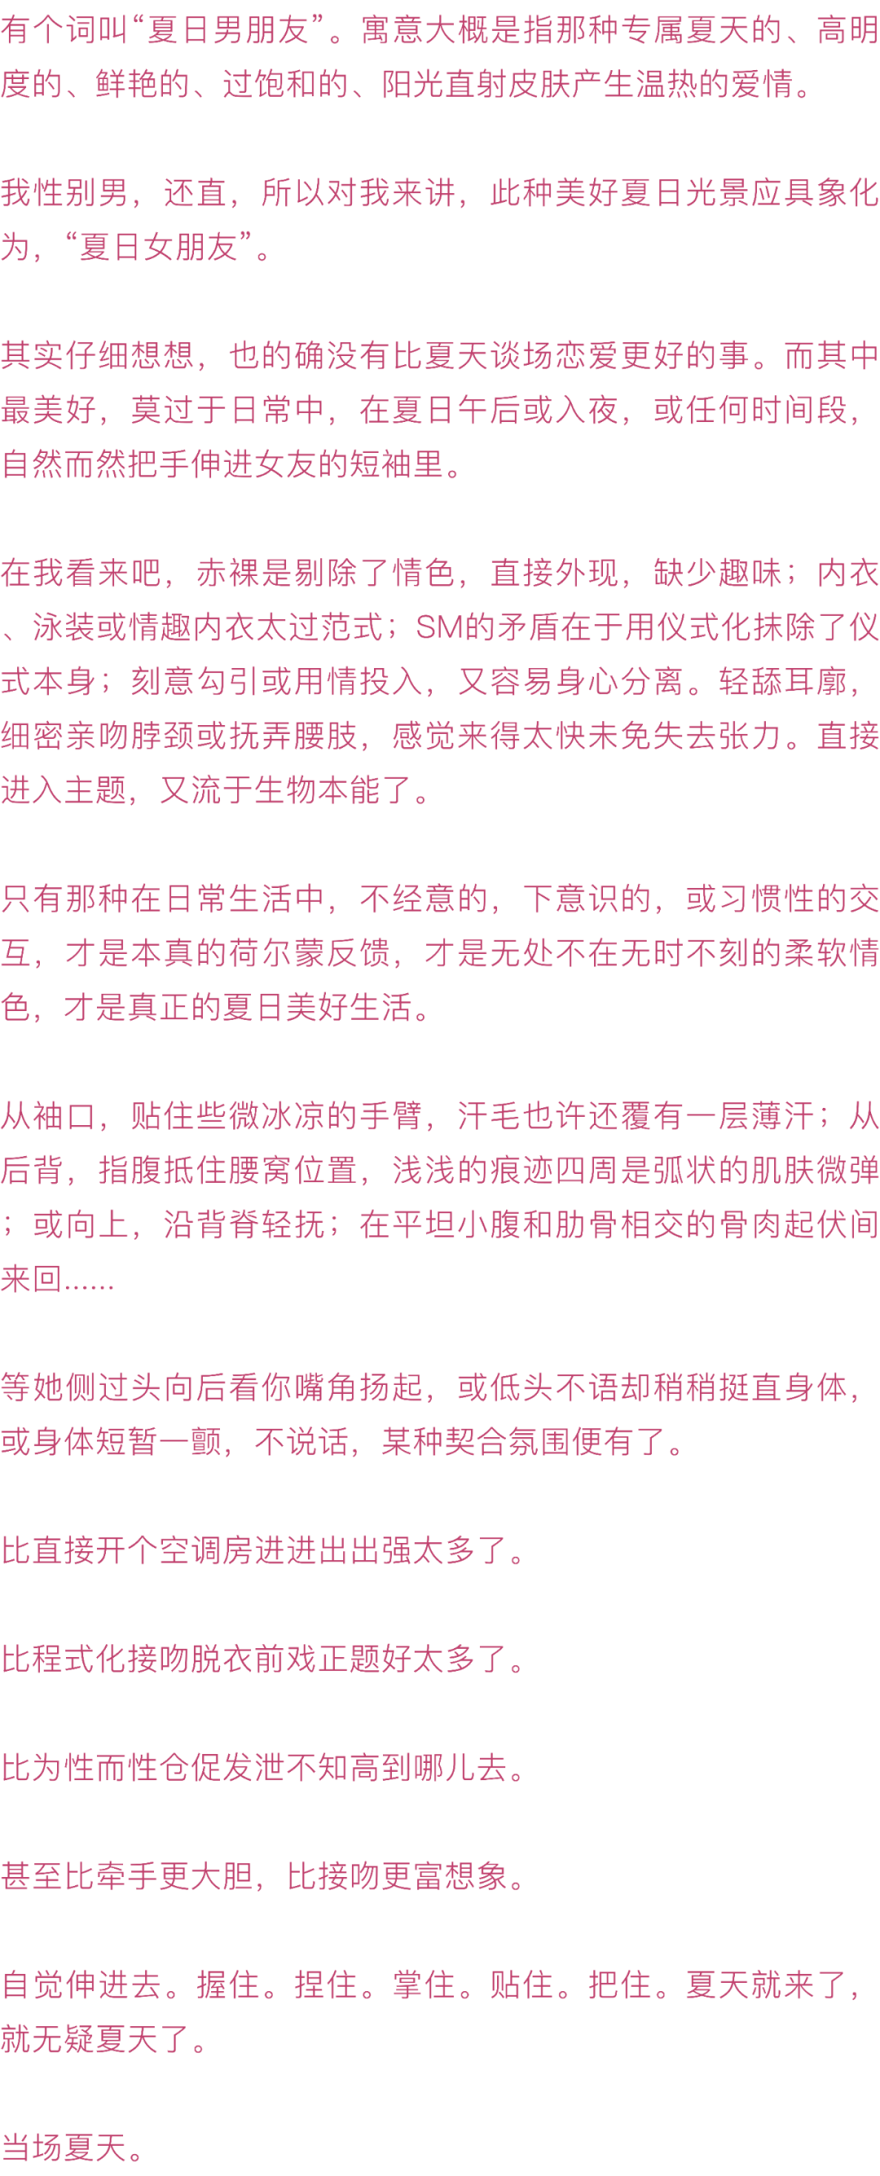 有个词叫“夏日男朋友”。寓意大概是指那种专属夏天的、高明
度的、鲜艳的、过饱和的、阳光直射皮肤产生温热的爱情。
我性别男，还直，所以对我来讲，此种美好夏日光景应具象化
为，“夏日女朋友”。
其实仔细想想，也的确没有比夏天谈场恋爱更好的事。而其中
最美好，莫过于日常中，在夏日午后或入夜，或任何时间段，
自然而然把手伸进女友的短袖里。
在我看来吧，赤裸是剔除了情色，直接外现，缺少趣味；内衣
、泳装或情趣内衣太过范式；SM的矛盾在于用仪式化抹除了仪
式本身；刻意勾引或用情投入，又容易身心分离。轻舔耳廓，
细密亲吻脖颈或抚弄腰肢，感觉来得太快未免失去张力。直接
进入主题，又流于生物本能了。
只有那种在日常生活中，不经意的，下意识的，或习惯性的交
互，才是本真的荷尔蒙反馈，才是无处不在无时不刻的柔软情
色，才是真正的夏日美好生活。
从袖口，贴住些微冰凉的手臂，汗毛也许还覆有一层薄汗；从
后背，指腹抵住腰窝位置，浅浅的痕迹四周是弧状的肌肤微弹
；或向上，沿背脊轻抚；在平坦小腹和肋骨相交的骨肉起伏间
来回......
等她侧过头向后看你嘴角扬起，或低头不语却稍稍挺直身体，
或身体短暂一颤，不说话，某种契合氛围便有了。
比直接开个空调房进进出出强太多了。
比程式化接吻脱衣前戏正题好太多了。
比为性而性仓促发泄不知高到哪儿去。
甚至比牵手更大胆，比接吻更富想象。
自觉伸进去。握住。捏住。掌住。贴住。把住。夏天就来了，
就无疑夏天了。
当场夏天。